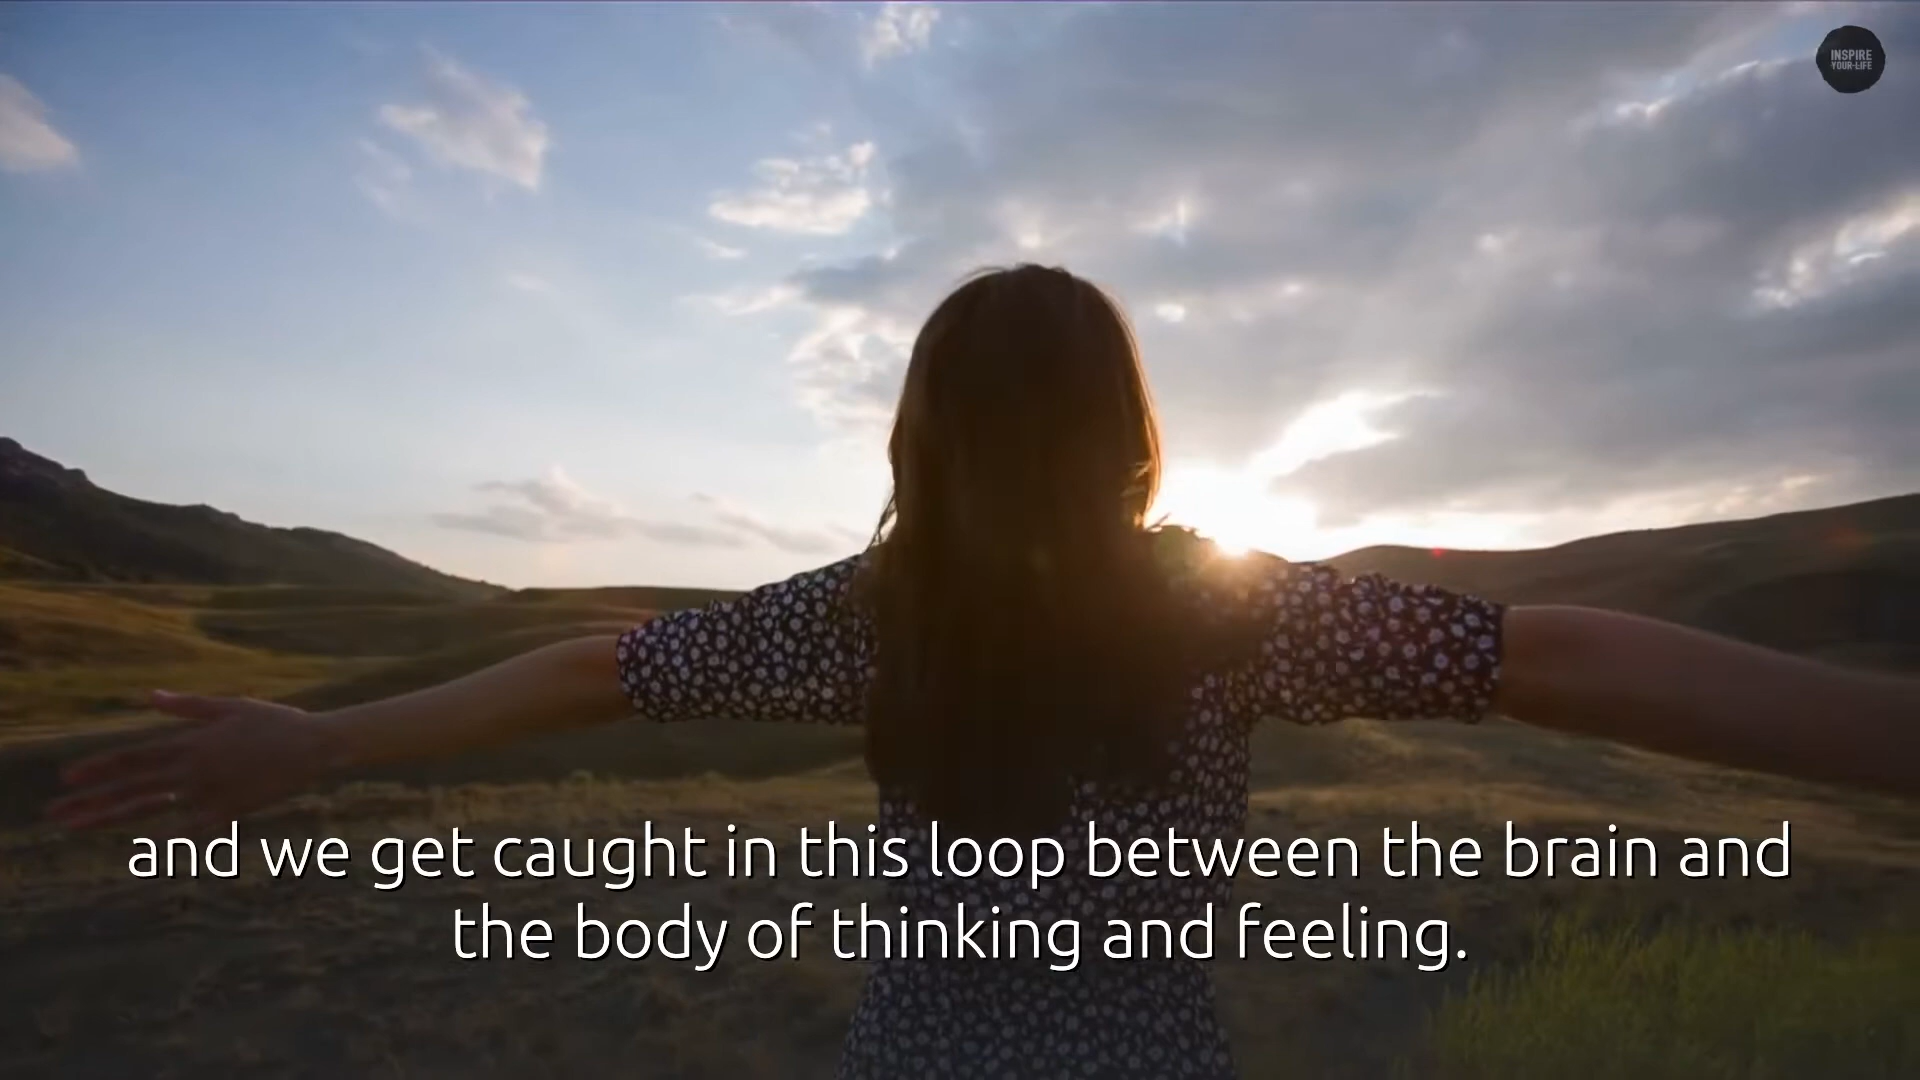 INSPIRE
YOUR-LIFE
and we get caught in this loop between the brain and
the body of thinking and feeling.